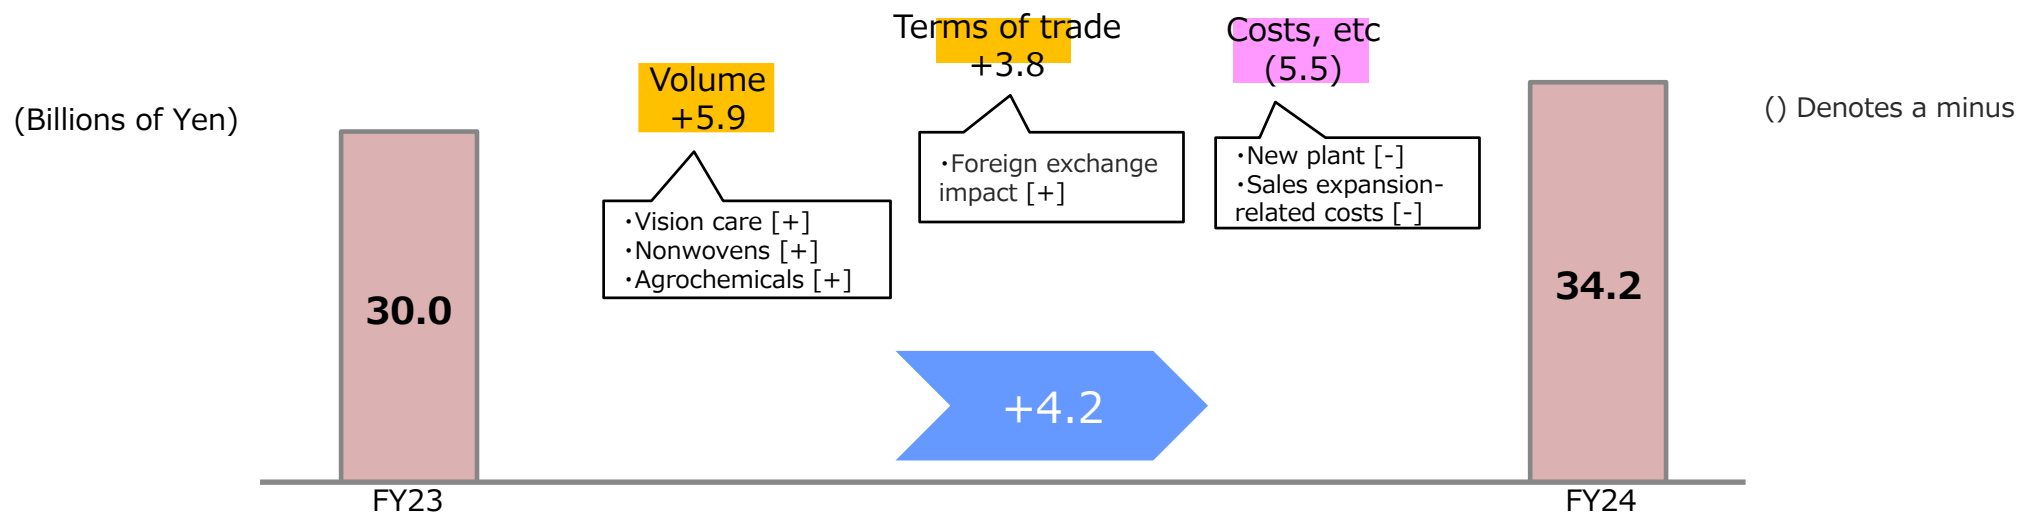 (Billions of Yen)
30.0
FY23
Volume
+5.9
・Vision care [+]
・Nonwovens [+]
・Agrochemicals [+]
Terms of trade
+3.8
・Foreign exchange
impact [+]
Costs, etc
(5.5)
・New plant [-]
・Sales expansion-
related costs [-]
+4.2
34.2
FY24
() Denotes a minus